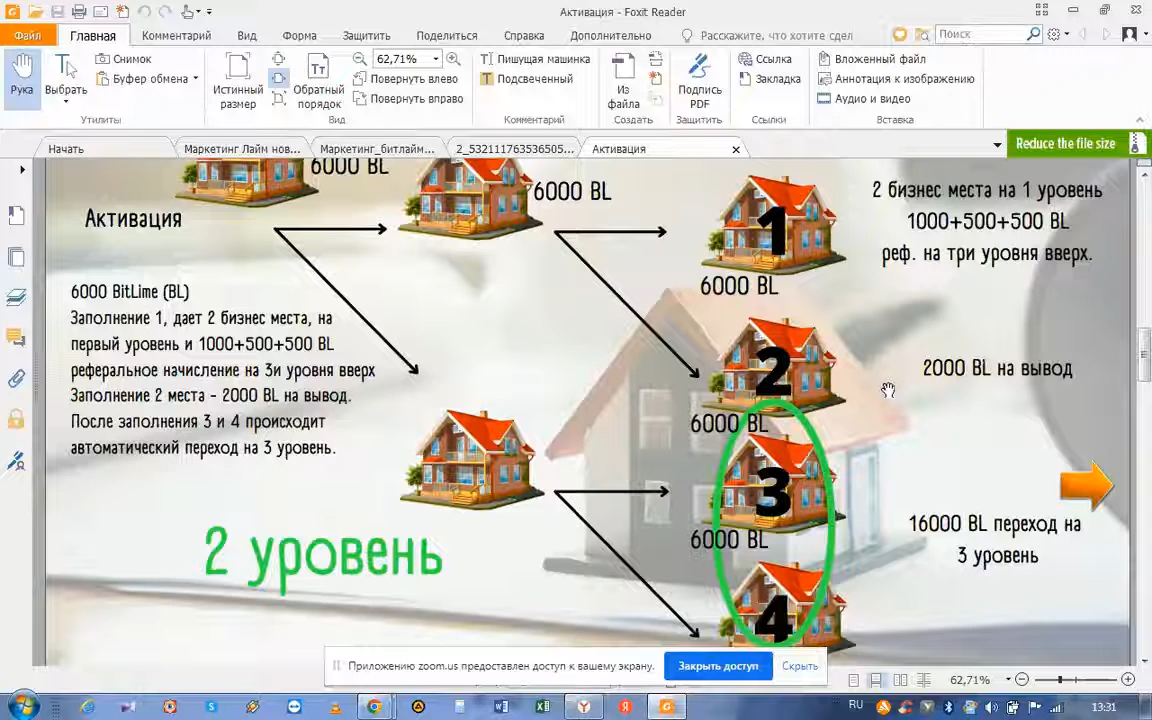 Активация - Foxit Reader
Файл
Главная
Комментарий
Вид
Форма
Защитить
Поделиться
Справка
Дополнительно
Расскажите, что хотите сдел
Поиск
Рука
Выбрать
Снимок
Буфер обмена
Утилиты
Истинный размер
62,71%
Обратный порядок
Повернуть влево
Повернуть вправо
Вид
Пишущая машинка
Подсвеченный
Комментарий
Из файла
Создать
Подпись PDF
Защитить
Ссылка
Закладка
Ссылки
Вложенный файл
Аннотация к изображению
Аудио и видео
Вставка
Начать
Маркетинг Лайм нов...
Маркетинг_битлайм...
2_532111763536505...
Активация
Reduce the file size
6000 BL
6000 BL
2 бизнес места на 1 уровень
1000+500+500 BL
реф. на три уровня вверх.
Активация
1
6000 BL
6000 BitLime (BL)
Заполнение 1, дает 2 бизнес места, на
первый уровень и 1000+500+500 BL
реферальное начисление на 3и уровня вверх
Заполнение 2 места - 2000 BL на вывод.
После заполнения 3 и 4 происходит
автоматический переход на 3 уровень.
2
2000 BL на вывод
6000 BL
3
6000 BL
16000 BL переход на
3 уровень
2 уровень
4
Приложению zoom.us предоставлен доступ к вашему экрану.
Закрыть доступ
Скрыть
62,71%
RU
13:31